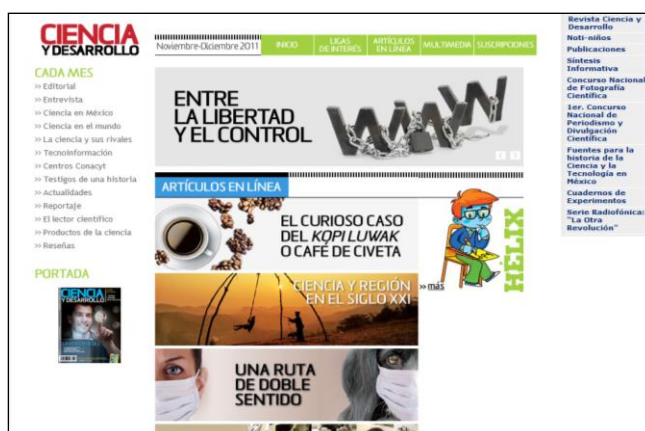 CIENCIA
Y DESARROLLO
Noviembre-Diciembre 2011
INICIO
LIGAS
DE INTERÉS
ARTÍCULOS
EN LÍNEA
MULTIMEDIA
SUSCRIPCIONES
CADA MES
» Editorial
» Entrevista
» Ciencia en México
» Ciencia en el mundo
» La ciencia y sus rivales
» Tecnoinformación
» Centros Conacyt
» Testigos de una historia
» Actualidades
» Reportaje
» El lector científico
» Productos de la ciencia
» Reseñas
PORTADA
CIENCIA
Y DESARROLLO
ENTRE
LA LIBERTAD
Y EL CONTROL
WWW
ARTÍCULOS EN LÍNEA
EL CURIOSO CASO
DEL KOPI LUWAK
O CAFÉ DE CIVETA
CIENCIA Y REGIÓN
EN EL SIGLO XXI
UNA RUTA
DE DOBLE
SENTIDO
HELIX
» más
Revista Ciencia y
Desarrollo
Noti-niños
Publicaciones
Síntesis
Informativa
Concurso Nacional
de Fotografía
Científica
1er. Concurso
Nacional de
Periodismo y
Divulgación
Científica
Fuentes para la
historia de la
Ciencia y la
Tecnología en
México
Cuadernos de
Experimentos
Serie Radiofónica:
"La Otra
Revolución"